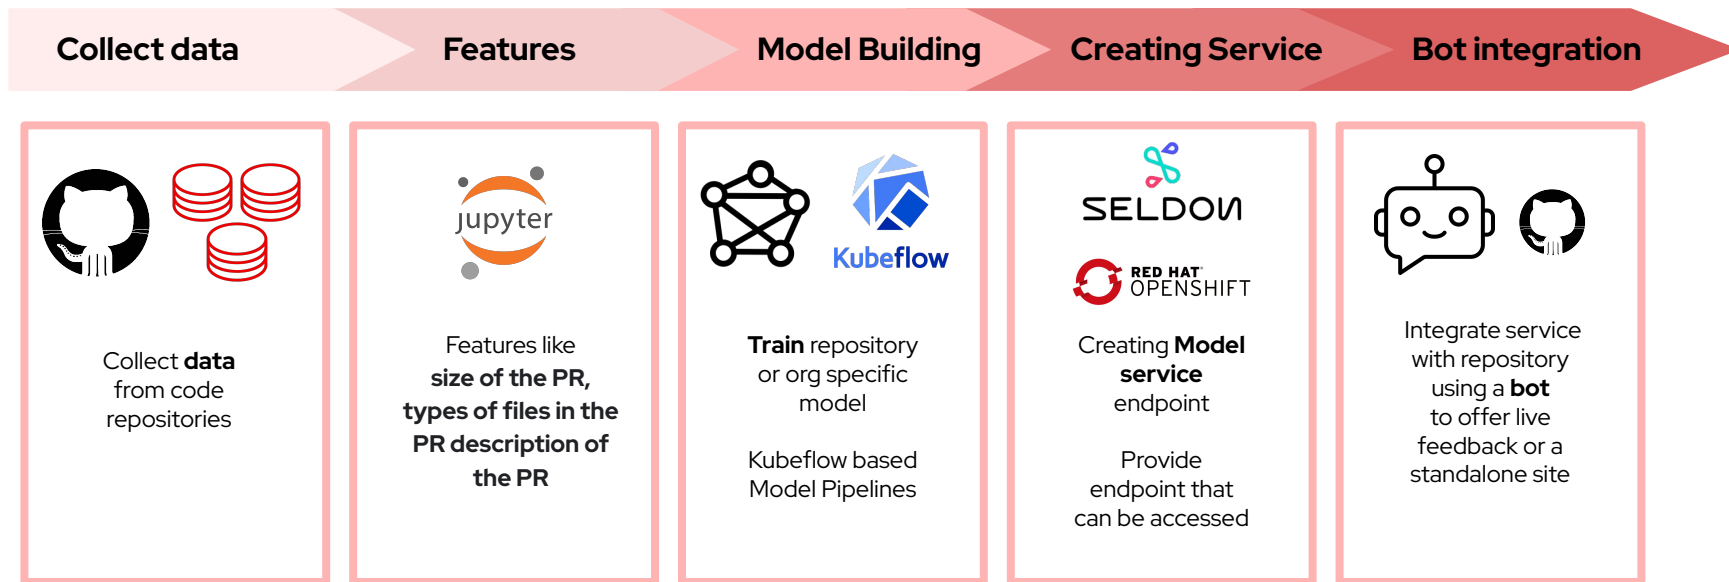 Collect data
Features
Model Building
Creating Service
Bot integration
Collect data
from code
repositories
jupyter
Features like
size of the PR,
types of files in the
PR description of
the PR
Kubeflow
Train repository
or org specific
model
Kubeflow based
Model Pipelines
SELDON
RED HAT®
OPENSHIFT
Creating Model
service
endpoint
Provide
endpoint that
can be accessed
Integrate service
with repository
using a bot
to offer live
feedback or a
standalone site